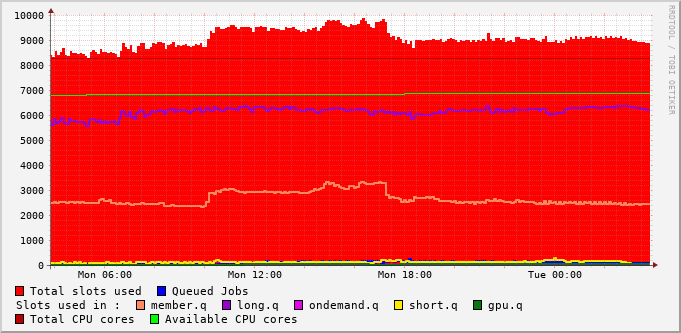 10000
9000
8000
7000
6000
5000
4000
3000
2000
1000
0
Mon 06:00 Mon 12:00 Mon 18:00 Tue 00:00
RRDTOOL / TOBI OETIKER
Total slots used Queued Jobs
Slots used in : member.q long.q ondemand.q short.q gpu.q
Total CPU cores Available CPU cores